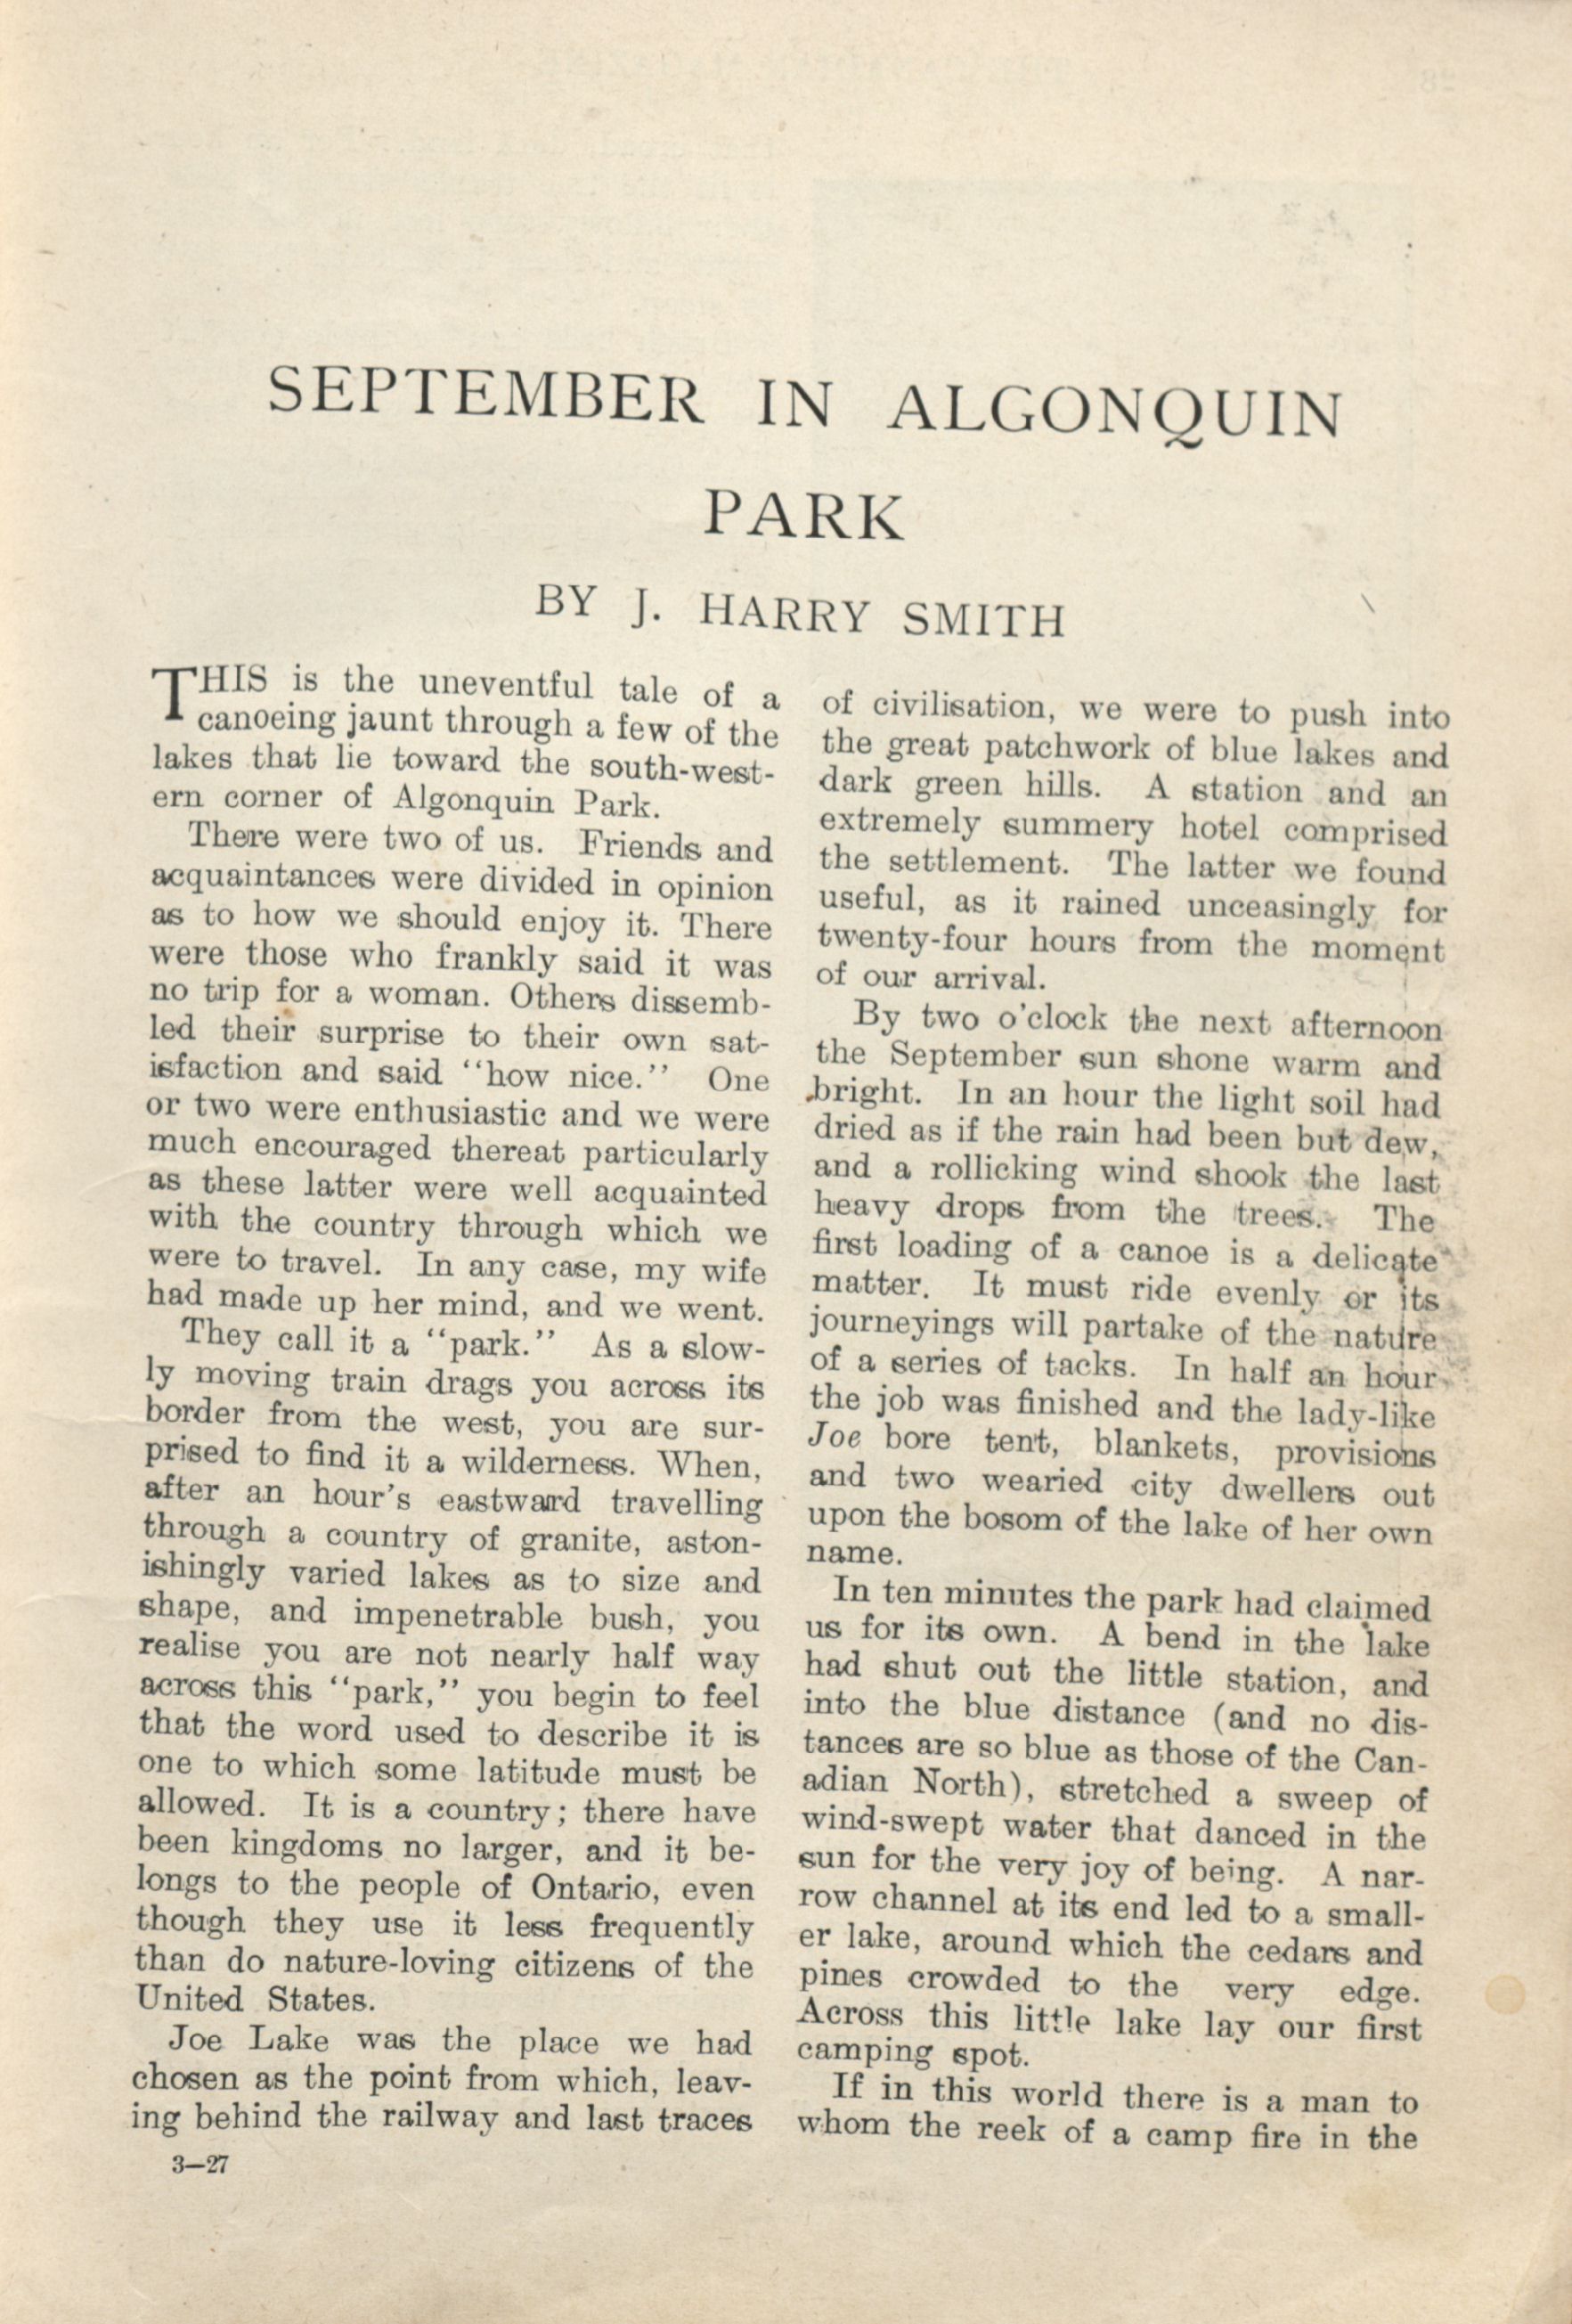 SEPTEMBER IN ALGONQUIN
PARK
BY J. HARRY SMITH
THIS is the uneventful tale of a
canoeing jaunt through a few of the
lakes that lie toward the south-west-
ern corner of Algonquin Park.
There were two of us. Friends and
acquaintances were divided in opinion
as to how we should enjoy it. There
were those who frankly said it was
no trip for a woman. Others dissemb-
led their surprise to their own sat-
isfaction and said "how nice." One
or two were enthusiastic and we were
much encouraged thereat particularly
as these latter were well acquainted
with the country through which we
were to travel. In any case, my wife
had made up her mind, and we went.
They call it a "park." As a slow-
ly moving train drags you across its
border from the west, you are sur-
prised to find it a wilderness. When,
after an hour's eastward travelling
through a country of granite, aston-
ishingly varied lakes as to size and
shape, and impenetrable bush, you
realise you are not nearly half way
across this "park," you begin to feel
that the word used to describe it is
one to which some latitude must be
allowed. It is a country; there have
been kingdoms no larger, and it be-
longs to the people of Ontario, even
though they use it less frequently
than do nature-loving citizens of the
United States.
Joe Lake was the place we had
chosen as the point from which, leav-
ing behind the railway and last traces
3—27
of civilisation, we were to push into
the great patchwork of blue lakes and
dark green hills. A station and an
extremely summery hotel comprised
the settlement. The latter we found
useful, as it rained unceasingly for
twenty-four hours from the moment
of our arrival.
By two o'clock the next afternoon
the September sun shone warm and
bright. In an hour the light soil had
dried as if the rain had been but dew,
and a rollicking wind shook the last
heavy drops from the trees. The
first loading of a canoe is a delicate
matter. It must ride evenly or its
journeyings will partake of the nature
of a series of tacks. In half an hour
the job was finished and the lady-like
Joe bore tent, blankets, provisions
and two wearied city dwellers out
upon the bosom of the lake of her own
name.
In ten minutes the park had claimed
us for its own. A bend in the lake
had shut out the little station, and
into the blue distance (and no dis-
tances are so blue as those of the Can-
adian North), stretched a sweep of
wind-swept water that danced in the
sun for the very joy of being. A nar-
row channel at its end led to a small-
er lake, around which the cedars and
pines crowded to the very edge.
Across this little lake lay our first
camping spot.
If in this world there is a man to
whom the reek of a camp fire in the